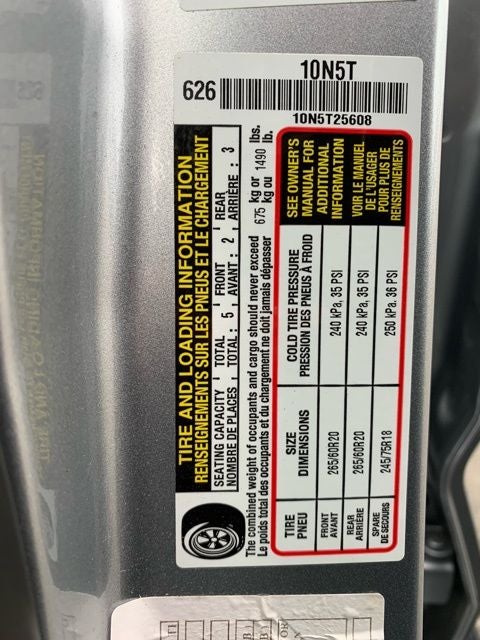 10N5T
626
10N5T25608
TIRE AND LOADING INFORMATION
RENSEIGNEMENTS SUR LES PNEUS ET LE CHARGEMENT
SEATING CAPACITY TOTAL FRONT REAR
NOMBRE DE PLACES TOTAL: 5 AVANT: 2 ARRIÈRE: 3
The combined weight of occupants and cargo should never exceed 675 kg or 1490 lbs.
Le poids total des occupants et du chargement ne doit jamais dépasser kg ou lb.
TIRE SIZE COLD TIRE PRESSURE
PNEU DIMENSIONS PRESSION DES PNEUS À FROID
FRONT 265/60R20 240 kPa, 35 PSI
AVANT
REAR 265/60R20 240 kPa, 35 PSI
ARRIÈRE
SPARE 245/75R18 250 kPa, 36 PSI
DE SECOURS
SEE OWNER'S
MANUAL FOR
ADDITIONAL
INFORMATION
VOIR LE MANUEL
DE L'USAGER
POUR PLUS DE
RENSEIGNEMENTS